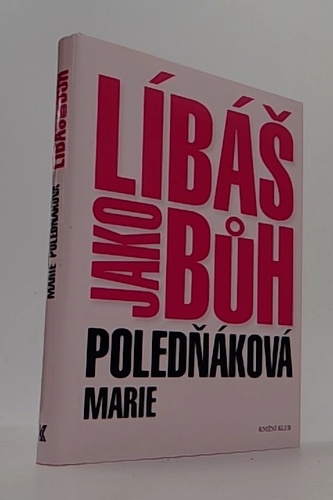 LÍBÁŠ
JAKO
BŮH
POLEDŇÁKOVÁ
MARIE
KNIŽNÍ KLUB
MARIE POLEDŇÁKOVÁ
LÍBÁŠ JAKO BŮH
K